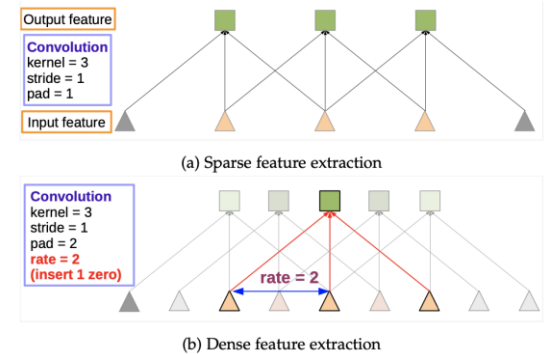 Output feature
Convolution
kernel = 3
stride = 1
pad = 1
Input feature
(a) Sparse feature extraction
Convolution
kernel = 3
stride = 1
pad = 2
rate = 2
(insert 1 zero)
rate = 2
(b) Dense feature extraction